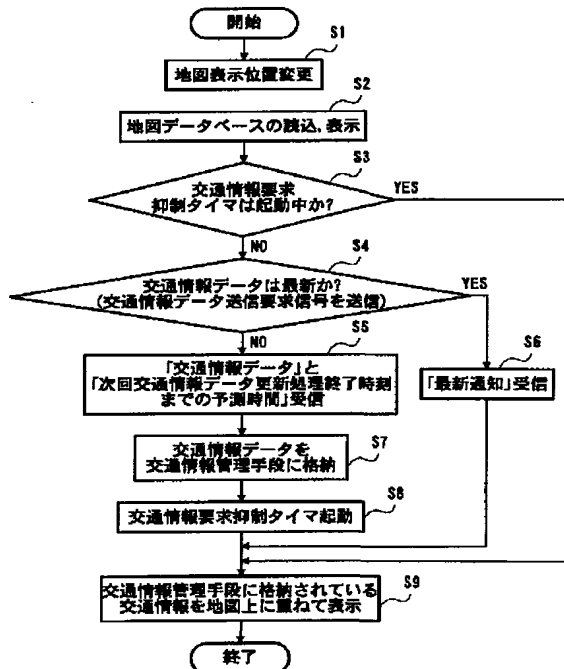 開始
S1
地図表示位置変更
S2
地図データベースの読込,表示
S3
交通情報要求
抑制タイマは起動中か?
YES
NO
S4
交通情報データは最新か?
(交通情報データ送信要求信号を送信)
YES
NO
S5
「交通情報データ」と
「次回交通情報データ更新処理終了時刻
までの予測時間」受信
S6
「最新通知」受信
S7
交通情報データを
交通情報管理手段に格納
S8
交通情報要求抑制タイマ起動
S9
交通情報管理手段に格納されている
交通情報を地図上に重ねて表示
終了